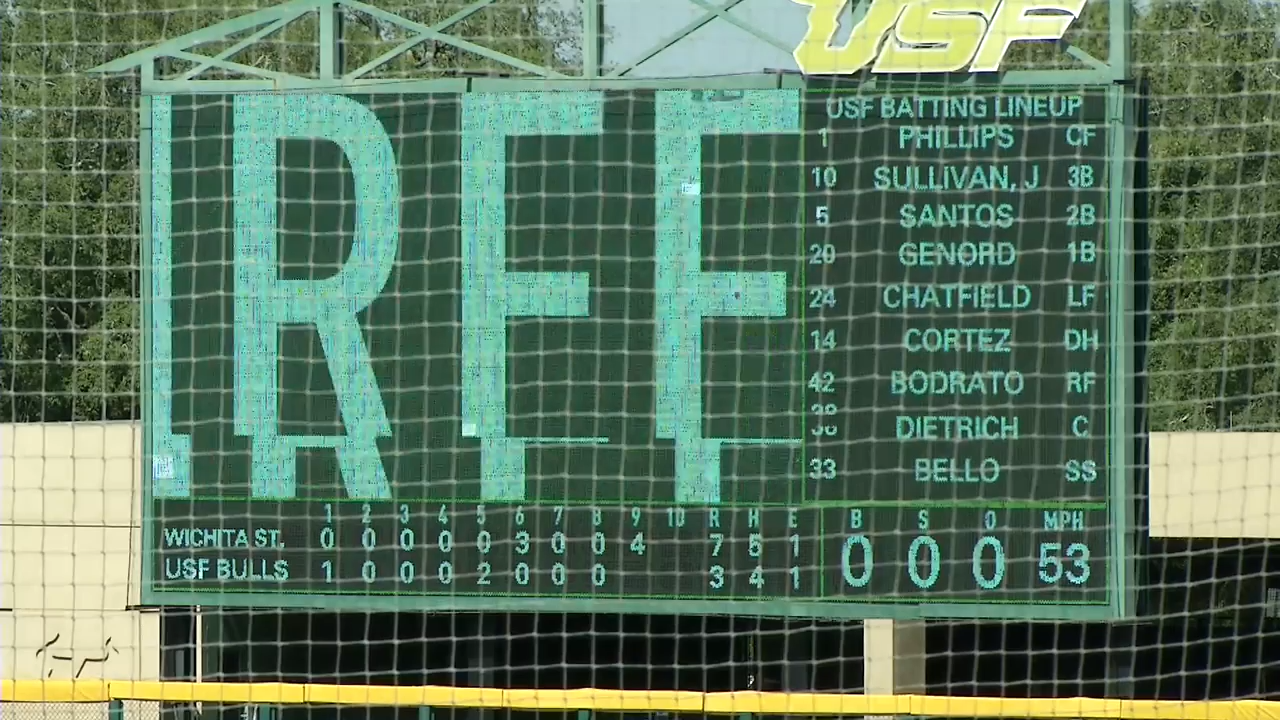 USF
RFF
USF BATTING LINEUP
1 PHILLIPS CF
10 SULLIVAN, J 3B
5 SANTOS 2B
20 GENORD 1B
24 CHATFIELD LF
14 CORTEZ DH
42 BODRATO RF
38 DIETRICH C
33 BELLO SS
1 2 3 4 5 6 7 8 9 10 R H E B S O MPH
WICHITA ST. 0 0 0 0 0 3 0 0 4 7 5 1
USF BULLS 1 0 0 0 2 0 0 0 3 4 1
0 0 0 53